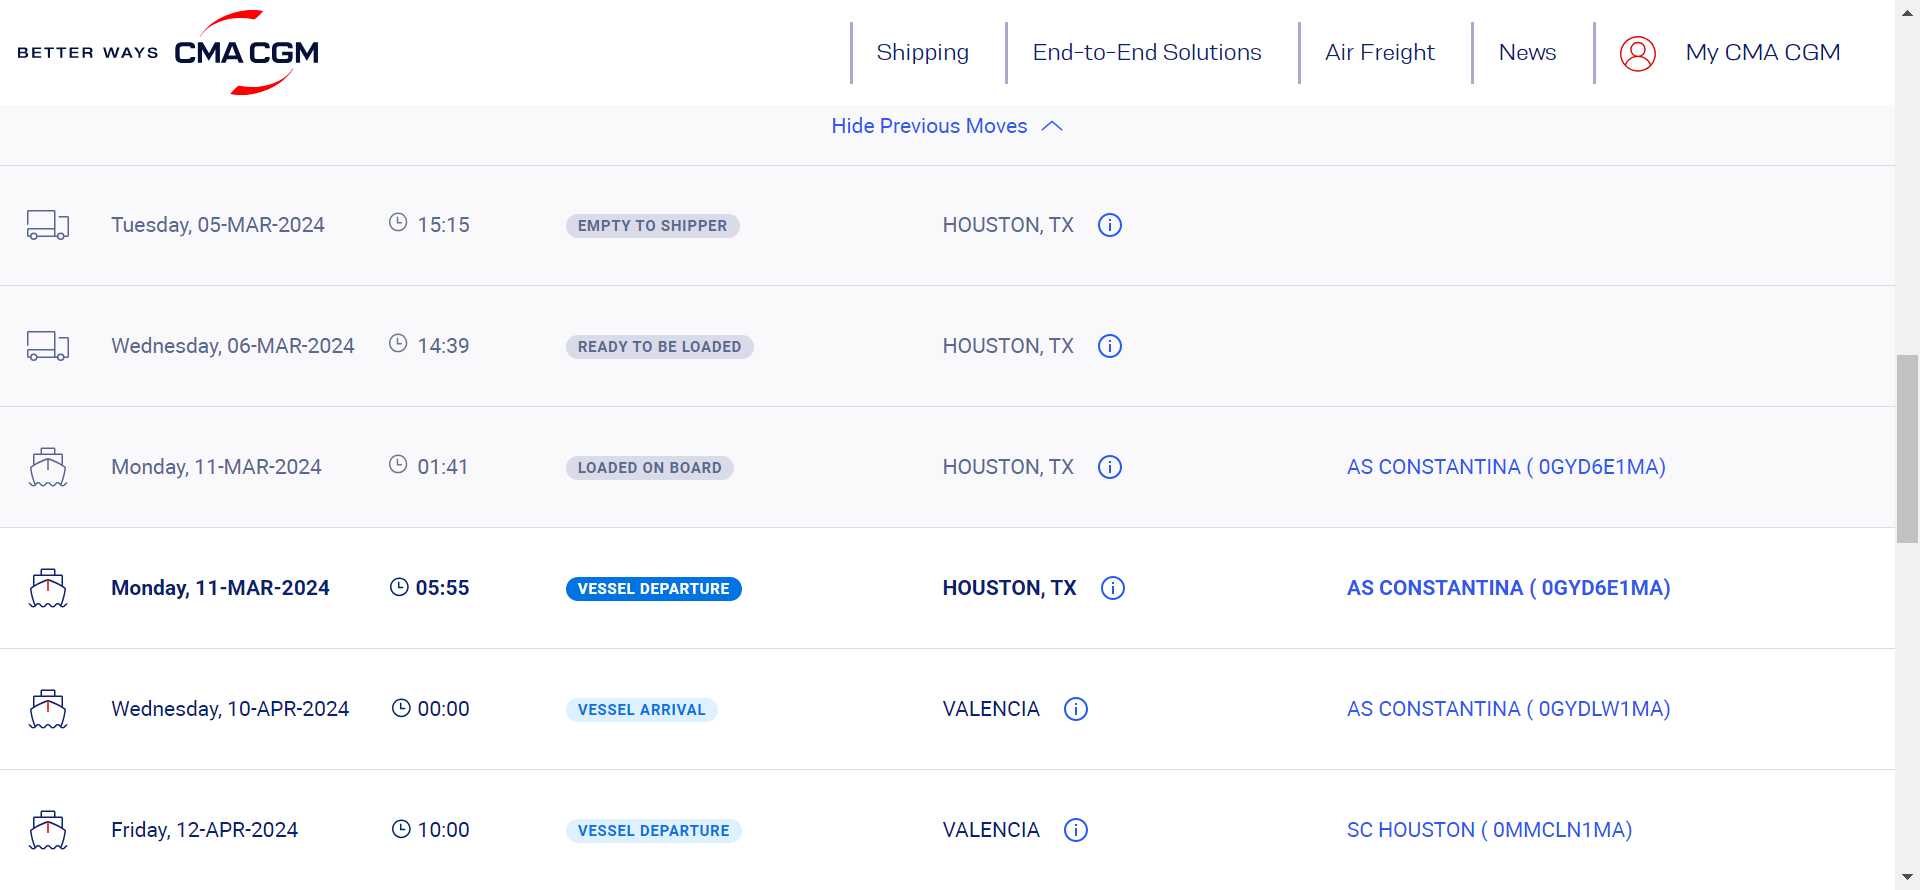 BETTER WAYS CMA CGM
Shipping
End-to-End Solutions
Air Freight
News
My CMA CGM
Hide Previous Moves
Tuesday, 05-MAR-2024 15:15 EMPTY TO SHIPPER HOUSTON, TX
Wednesday, 06-MAR-2024 14:39 READY TO BE LOADED HOUSTON, TX
Monday, 11-MAR-2024 01:41 LOADED ON BOARD HOUSTON, TX AS CONSTANTINA ( 0GYD6E1MA)
Monday, 11-MAR-2024 05:55 VESSEL DEPARTURE HOUSTON, TX AS CONSTANTINA ( 0GYD6E1MA)
Wednesday, 10-APR-2024 00:00 VESSEL ARRIVAL VALENCIA AS CONSTANTINA ( 0GYDLW1MA)
Friday, 12-APR-2024 10:00 VESSEL DEPARTURE VALENCIA SC HOUSTON ( 0MMCLN1MA)